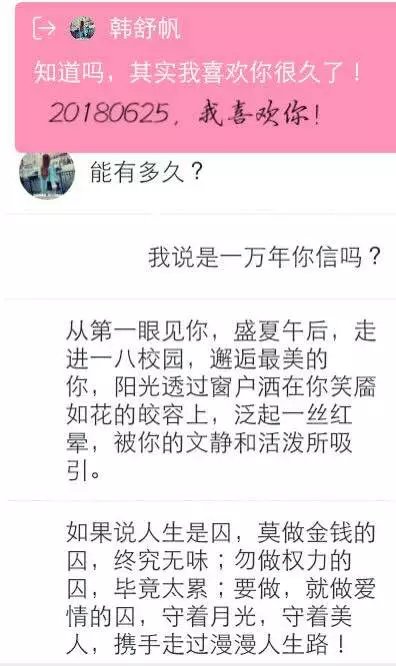 韩舒帆
知道吗，其实我喜欢你很久了！
20180625，我喜欢你！
能有多久？
我说是一万年你信吗？
从第一眼见你，盛夏午后，走
进一八校园，邂逅最美的
你，阳光透过窗户洒在你笑靥
如花的皎容上，泛起一丝红
晕，被你的文静和活泼所吸
引。
如果说人生是囚，莫做金钱的
囚，终究无味；勿做权力的
囚，毕竟太累；要做，就做爱
情的囚，守着月光，守着美
人，携手走过漫漫人生路！